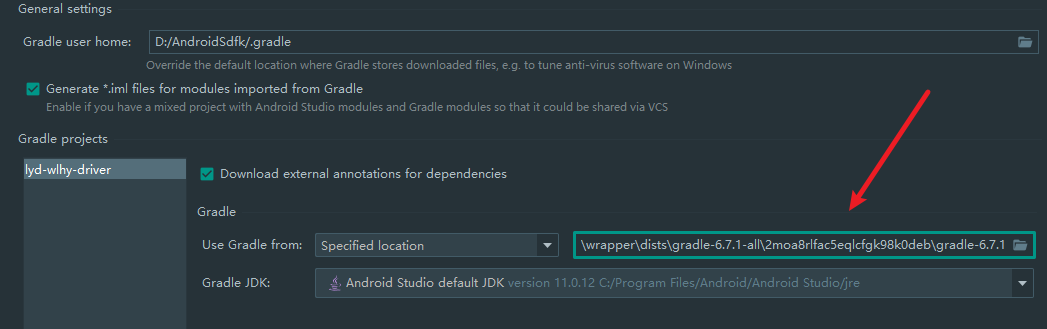 General settings
Gradle user home: D:/AndroidSdfk/.gradle
Override the default location where Gradle stores downloaded files, e.g. to tune anti-virus software on Windows
Generate *.iml files for modules imported from Gradle
Enable if you have a mixed project with Android Studio modules and Gradle modules so that it could be shared via VCS
Gradle projects
lyd-wlhy-driver
Download external annotations for dependencies
Gradle
Use Gradle from: Specified location \wrapper\dists\gradle-6.7.1-all\2moa8rlfac5eqlcfgk98k0deb\gradle-6.7.1
Gradle JDK: Android Studio default JDK version 11.0.12 C:/Program Files/Android/Android Studio/jre